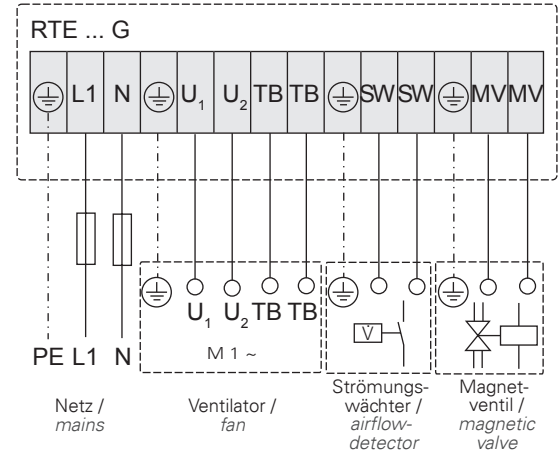 RTE ... G
L1 N U1 U2 TB TB SW SW MV MV
U1 U2 TB TB
V̇
M 1 ~
PE L1 N
Netz /
mains
Ventilator /
fan
Strömungs-
wächter /
airflow-
detector
Magnet-
ventil /
magnetic
valve